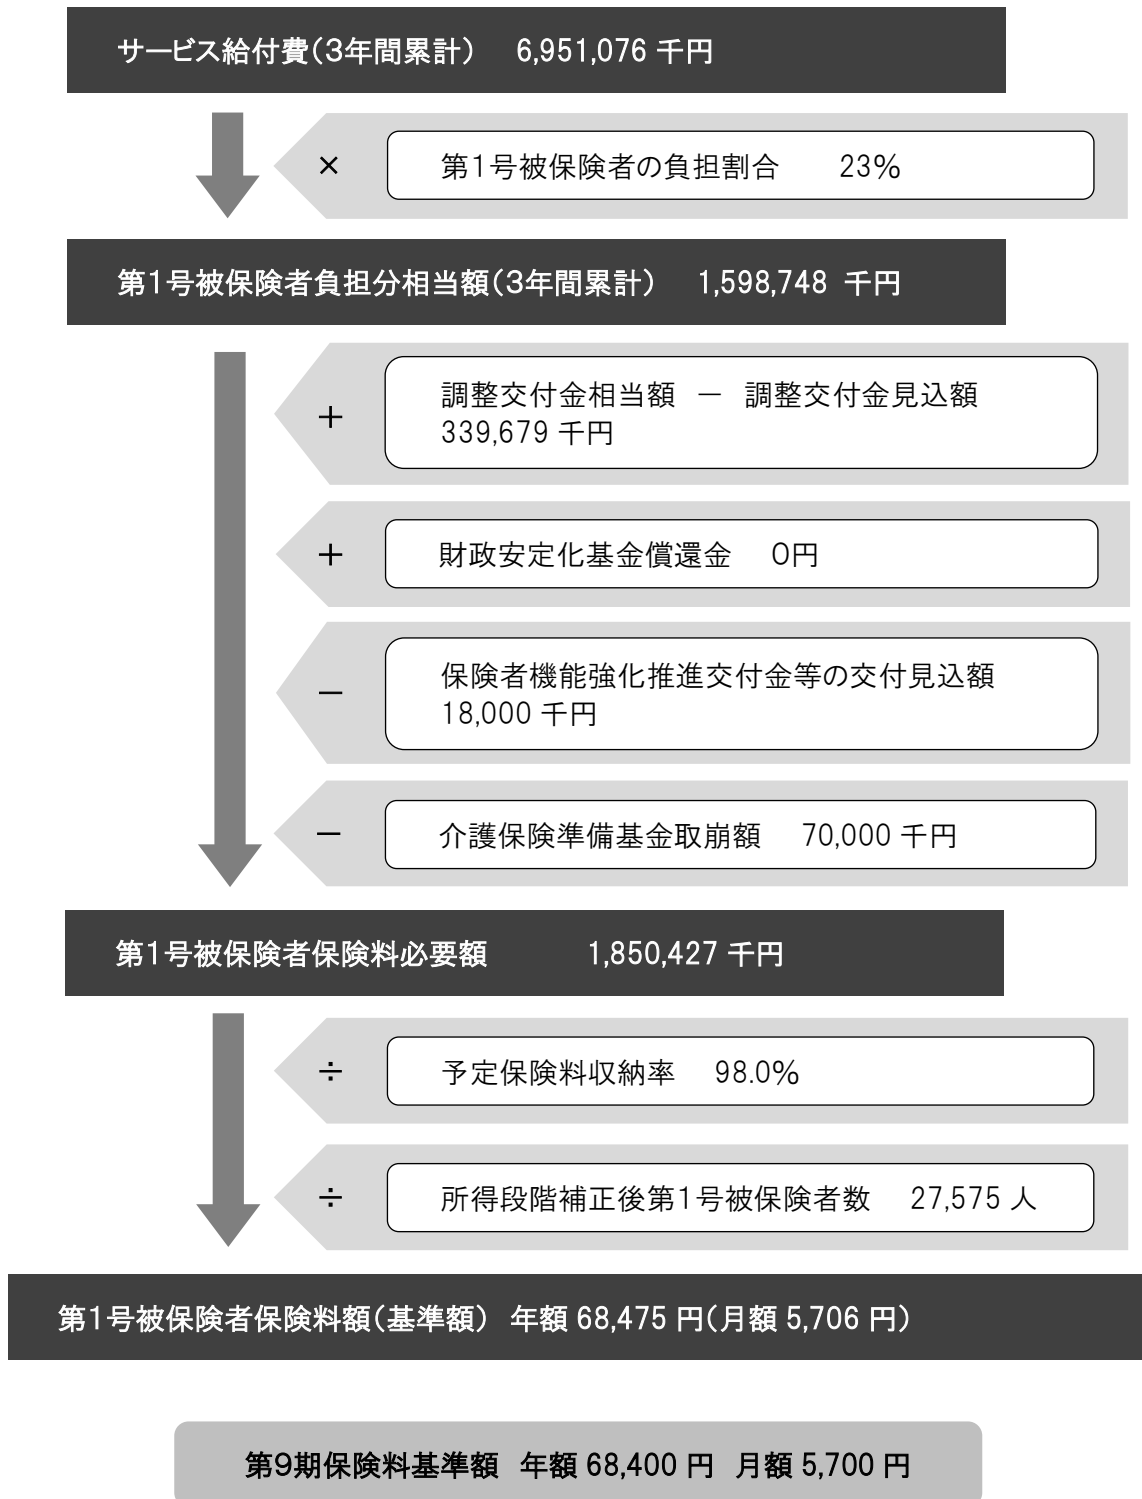 サービス給付費(3年間累計) 6,951,076 千円
× 第1号被保険者の負担割合 23%
第1号被保険者負担分相当額(3年間累計) 1,598,748 千円
+ 調整交付金相当額 － 調整交付金見込額
339,679 千円
+ 財政安定化基金償還金 0円
－ 保険者機能強化推進交付金等の交付見込額
18,000 千円
－ 介護保険準備基金取崩額 70,000 千円
第1号被保険者保険料必要額 1,850,427 千円
÷ 予定保険料収納率 98.0%
÷ 所得段階補正後第1号被保険者数 27,575 人
第1号被保険者保険料額(基準額) 年額 68,475 円(月額 5,706 円)
第9期保険料基準額 年額 68,400 円 月額 5,700 円